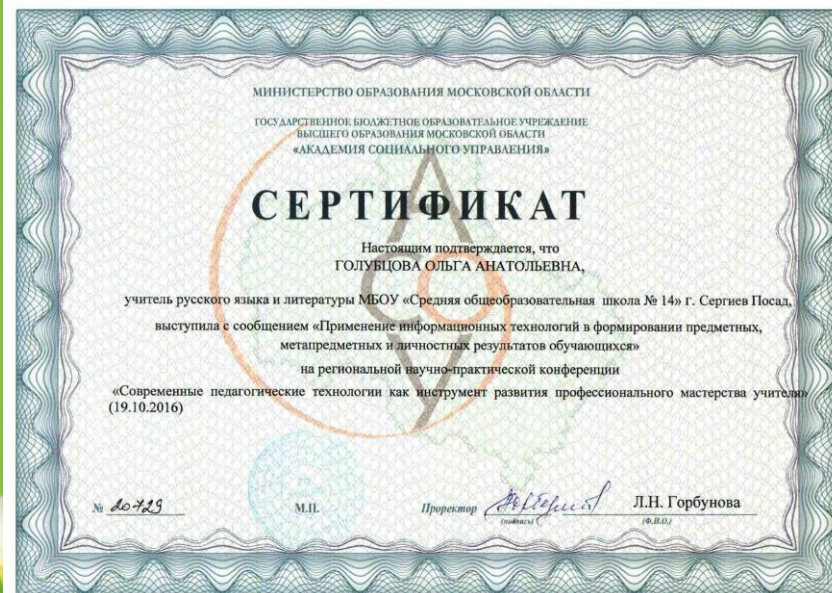 МИНИСТЕРСТВО ОБРАЗОВАНИЯ МОСКОВСКОЙ ОБЛАСТИ
ГОСУДАРСТВЕННОЕ БЮДЖЕТНОЕ ОБРАЗОВАТЕЛЬНОЕ УЧРЕЖДЕНИЕ
ВЫСШЕГО ОБРАЗОВАНИЯ МОСКОВСКОЙ ОБЛАСТИ
«АКАДЕМИЯ СОЦИАЛЬНОГО УПРАВЛЕНИЯ»
СЕРТИФИКАТ
Настоящим подтверждается, что
ГОЛУБЦОВА ОЛЬГА АНАТОЛЬЕВНА,
учитель русского языка и литературы МБОУ «Средняя общеобразовательная школа № 14» г. Сергиев Посад,
выступила с сообщением «Применение информационных технологий в формировании предметных,
метапредметных и личностных результатов обучающихся»
на региональной научно-практической конференции
«Современные педагогические технологии как инструмент развития профессионального мастерства учителя»
(19.10.2016)
№ 20729 М.П. Проректор Л.Н. Горбунова
(подпись) (Ф.И.О.)